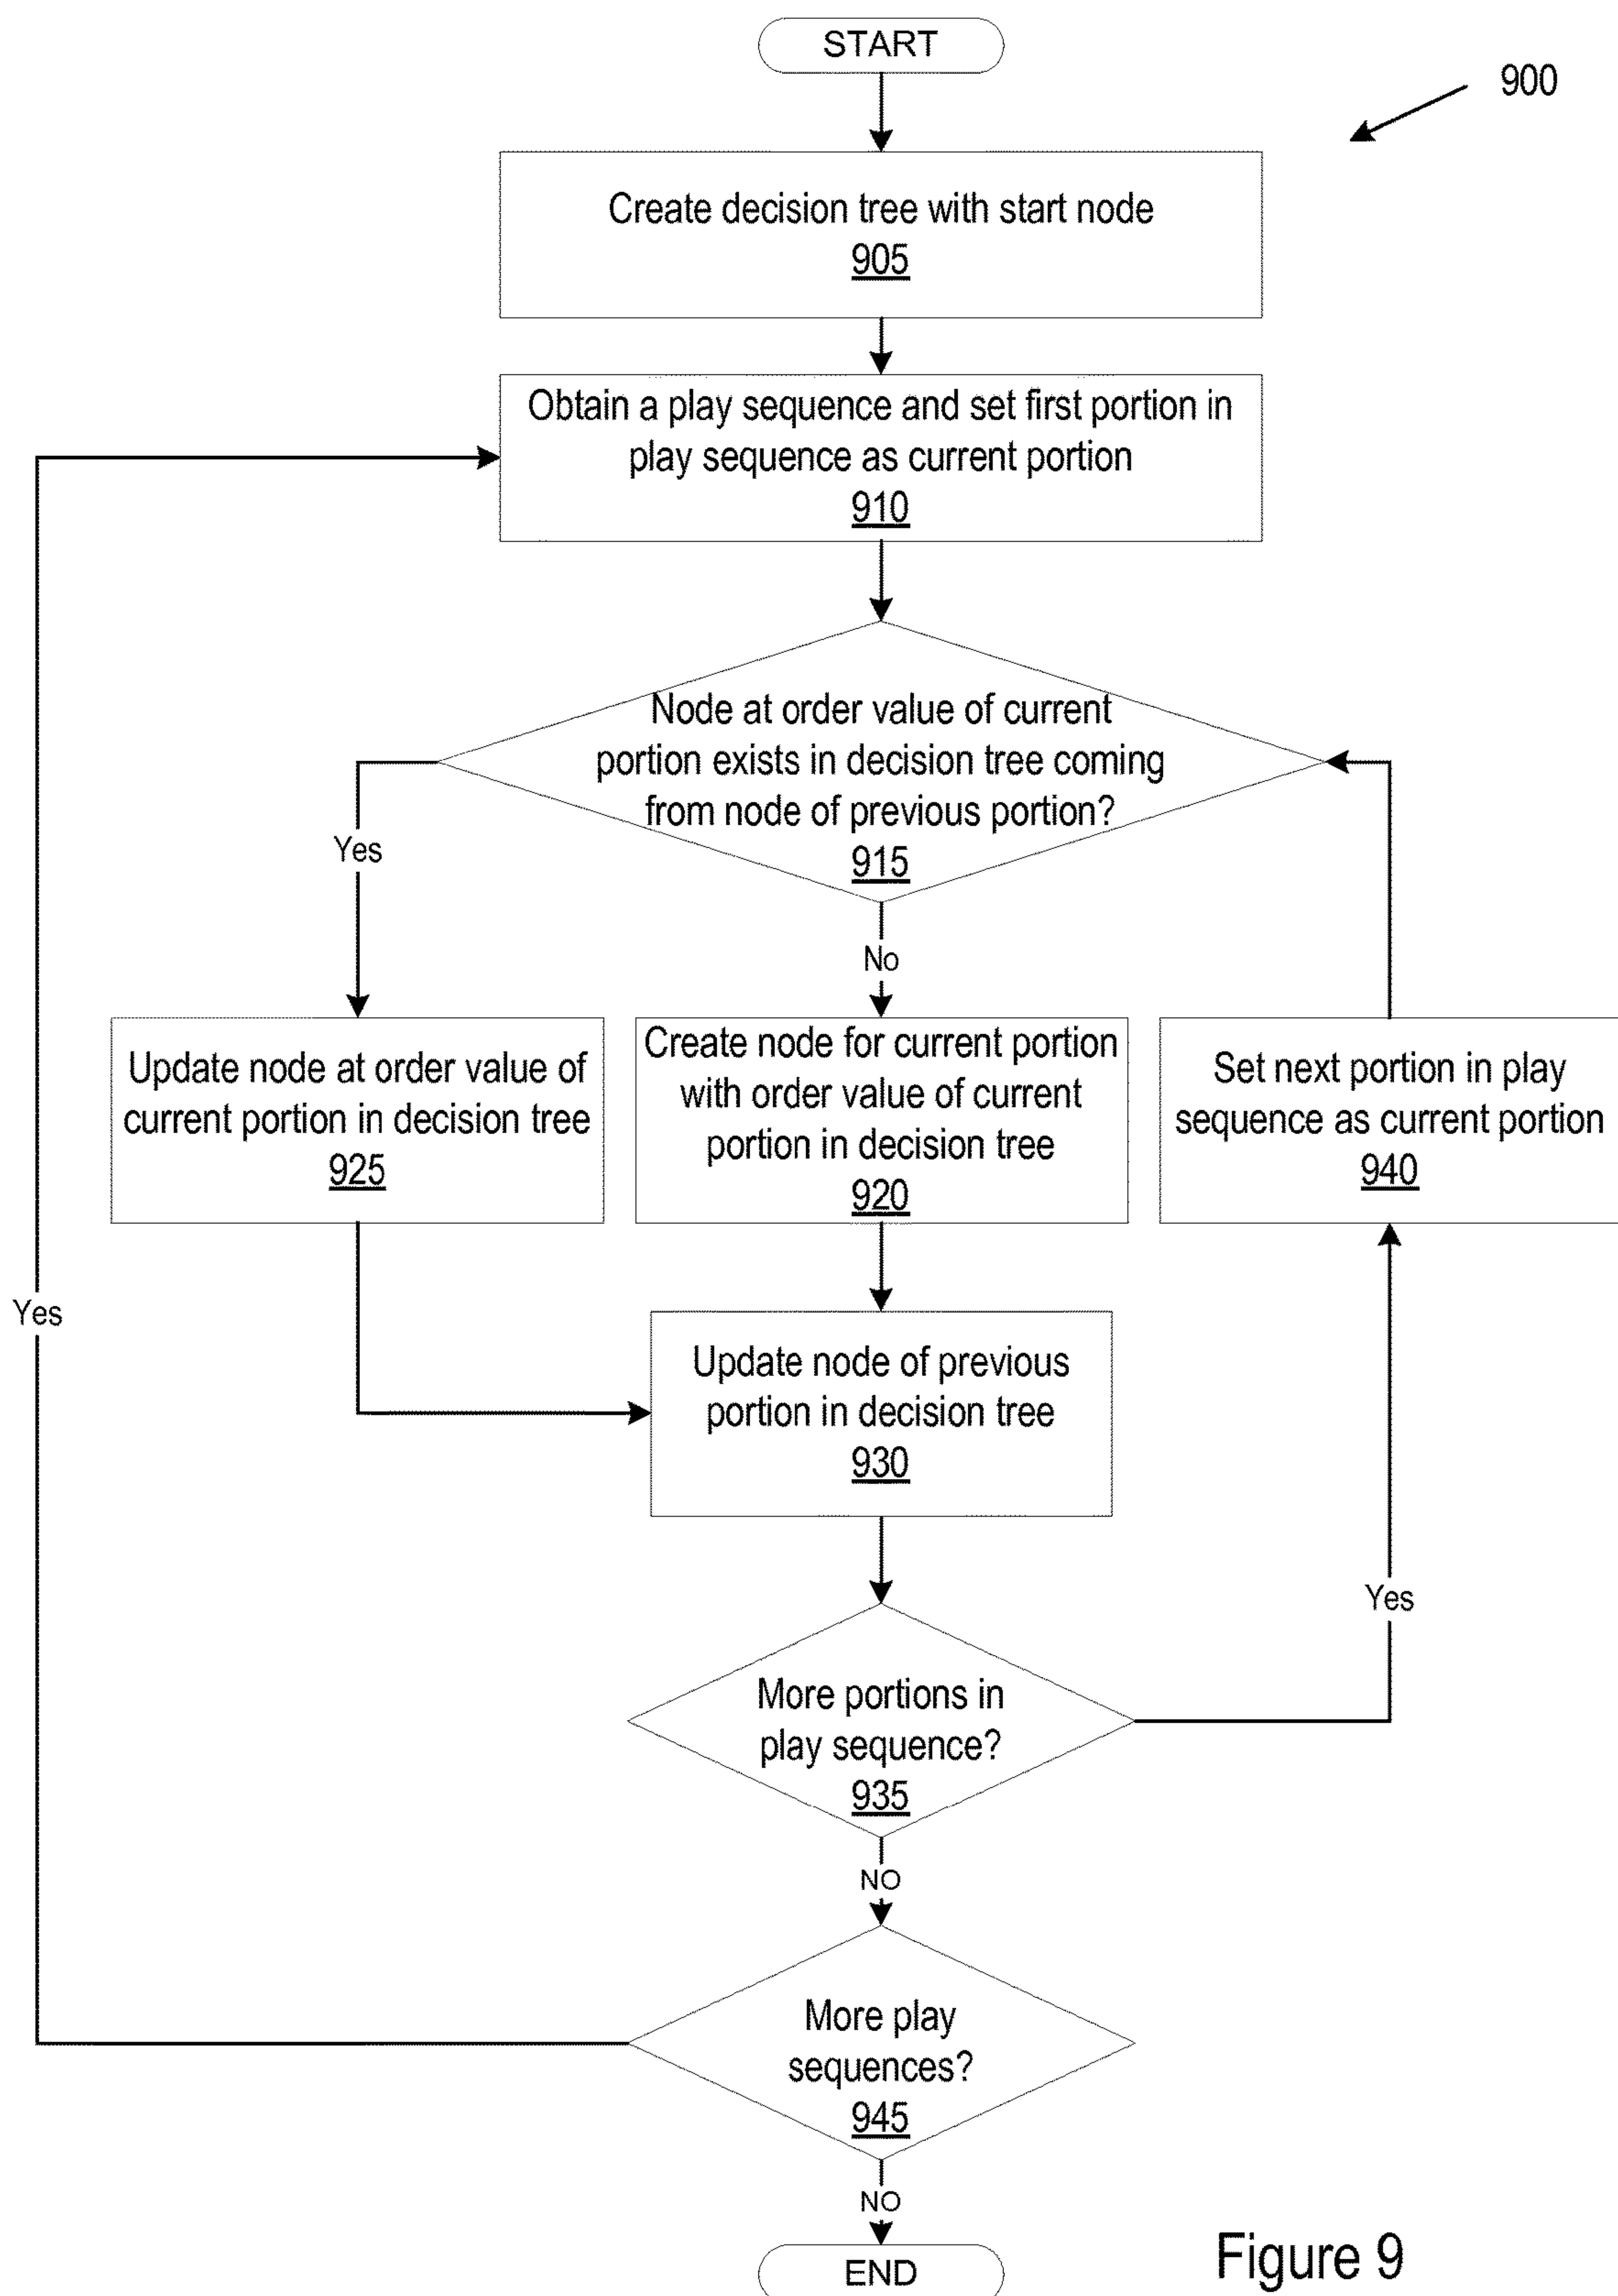 START
900
Create decision tree with start node
905
Obtain a play sequence and set first portion in
play sequence as current portion
910
Node at order value of current
portion exists in decision tree coming
from node of previous portion?
915
Yes
No
Update node at order value of
current portion in decision tree
925
Create node for current portion
with order value of current
portion in decision tree
920
Set next portion in play
sequence as current portion
940
Yes
Update node of previous
portion in decision tree
930
Yes
More portions in
play sequence?
935
NO
More play
sequences?
945
NO
END
Figure 9